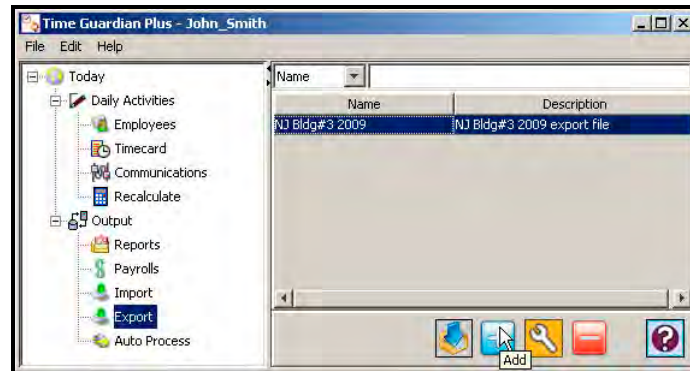 Time Guardian Plus - John_Smith
File Edit Help
Today
Daily Activities
Employees
Timecard
Communications
Recalculate
Output
Reports
Payrolls
Import
Export
Auto Process
Name
Name Description
NJ Bldg#3 2009 NJ Bldg#3 2009 export file
Add
?